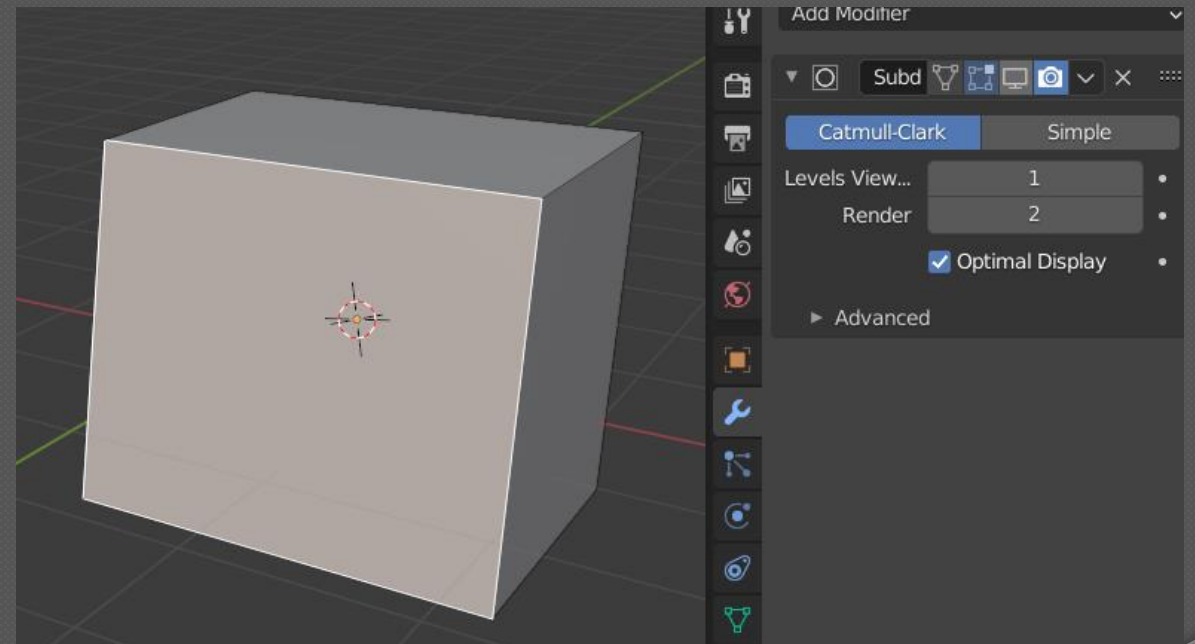 Add Modifier
Subd
Catmull-Clark Simple
Levels View... 1
Render 2
Optimal Display
Advanced